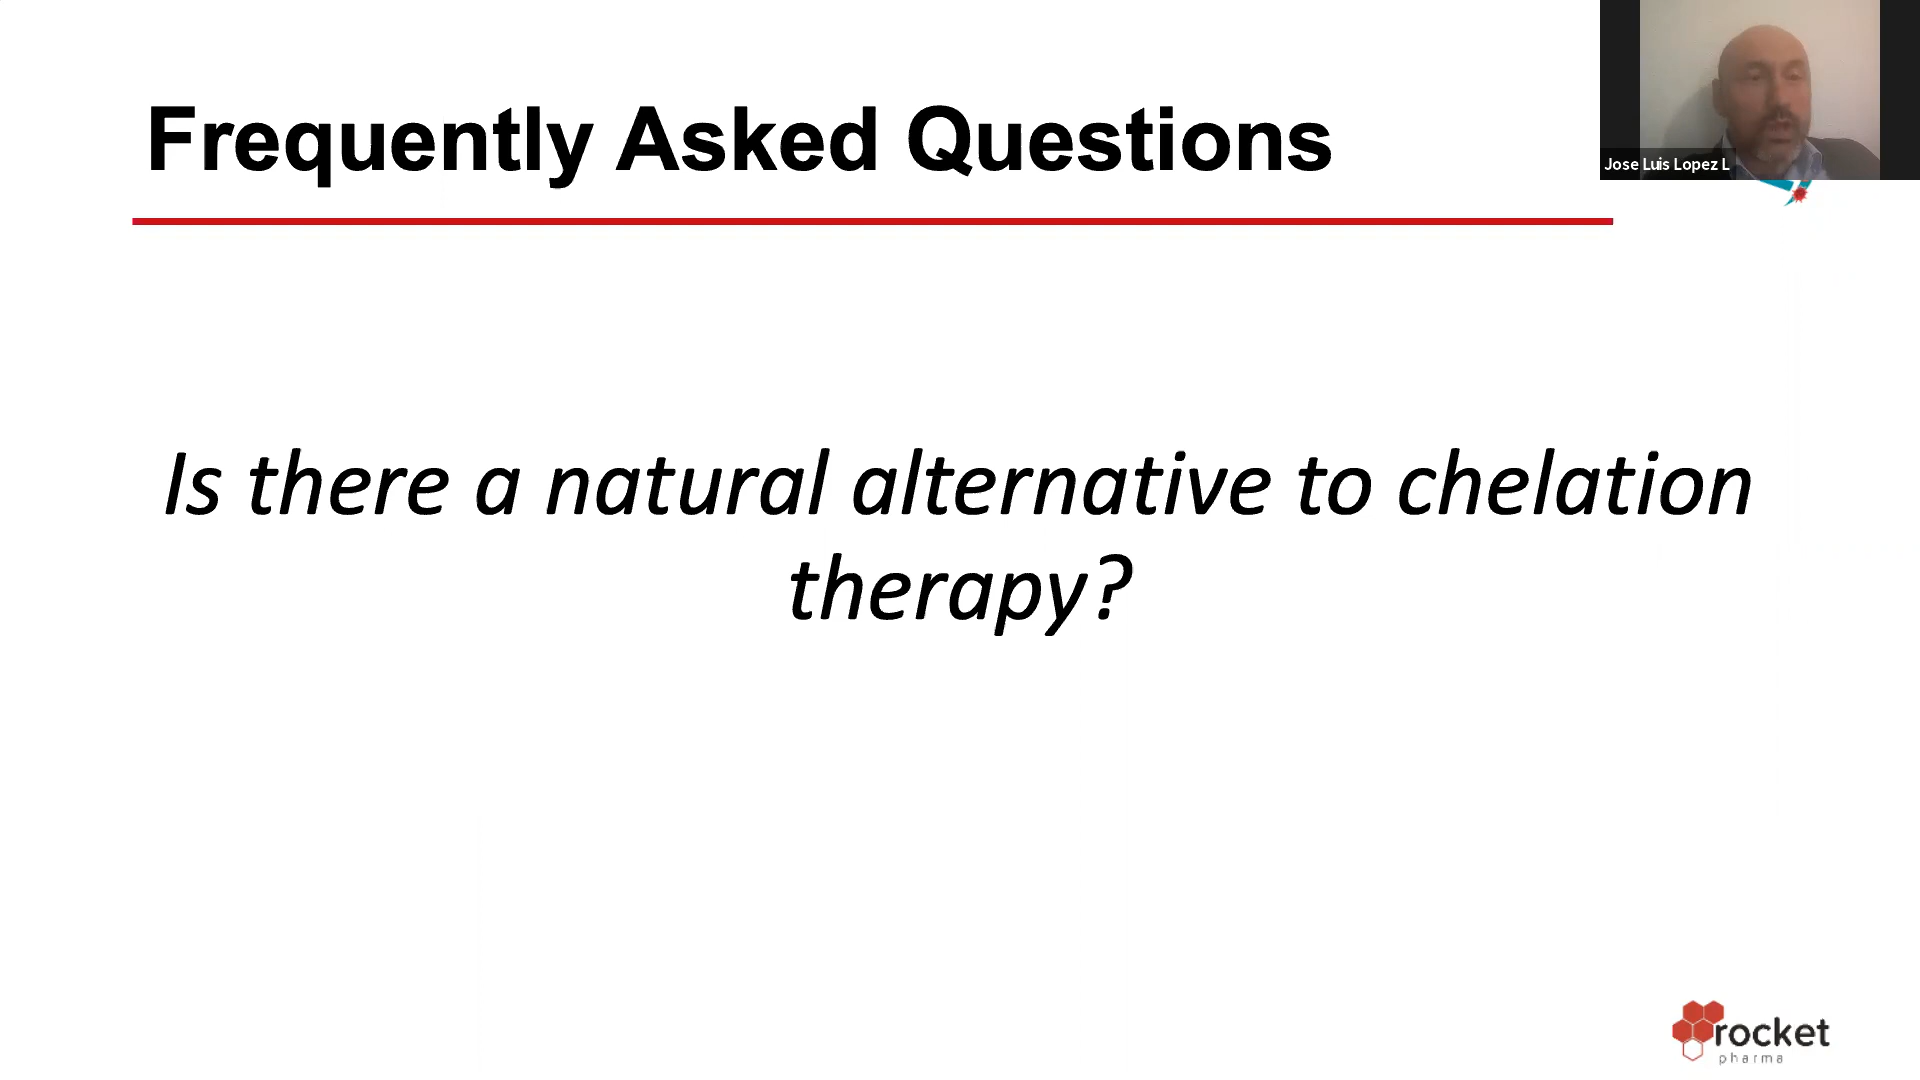 Frequently Asked Questions
Jose Luis Lopez L
Is there a natural alternative to chelation
therapy?
rocket
pharma